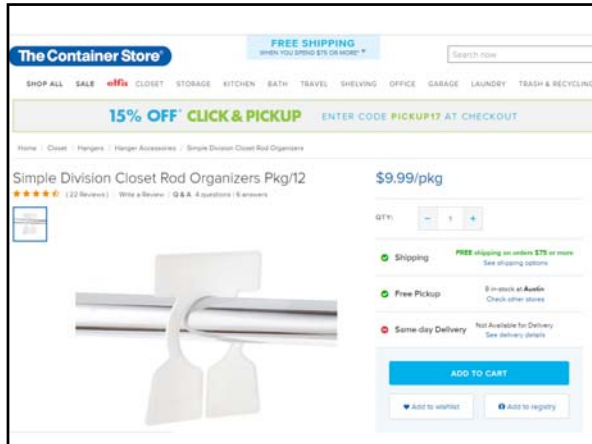 The Container Store®
FREE SHIPPING
WHEN YOU SPEND $75 OR MORE*
Search now
SHOP ALL SALE elfa CLOSET STORAGE KITCHEN BATH TRAVEL SHELVING OFFICE GARAGE LAUNDRY TRASH & RECYCLING
15% OFF* CLICK & PICKUP ENTER CODE PICKUP17 AT CHECKOUT
Home / Closet / Hangers / Hanger Accessories / Simple Division Closet Rod Organizers
Simple Division Closet Rod Organizers Pkg/12
(22 Reviews) Write a Review Q&A 4 questions | 6 answers
$9.99/pkg
QTY: - 1 +
Shipping
FREE shipping on orders $75 or more
See shipping options
Free Pickup
8 in-stock at Austin
Check other stores
Same-day Delivery
Not Available for Delivery
See delivery details
ADD TO CART
Add to wishlist
Add to registry